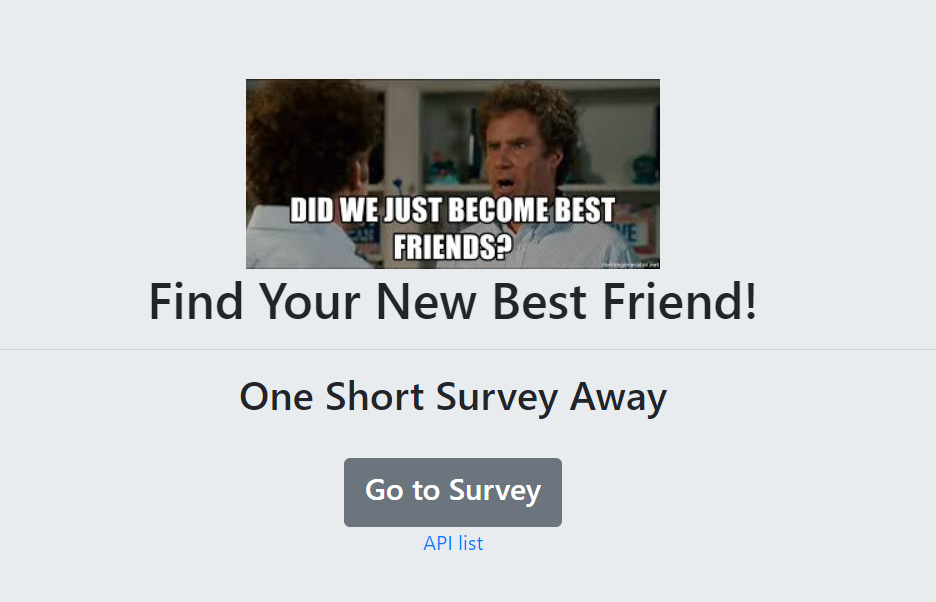 DID WE JUST BECOME BEST
FRIENDS?
Find Your New Best Friend!
One Short Survey Away
Go to Survey
API list